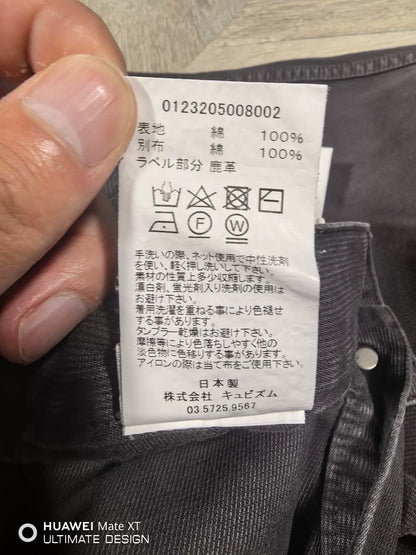 0123205008002
表地 綿 100%
別布 綿 100%
ラベル部分 鹿革
F W
手洗いの際、ネット使用で中性洗剤
を使い、軽く押し洗いして下さい。
素材の性質上多少収縮します。
漂白剤、蛍光剤入り洗剤の使用は
お避け下さい。
着用洗濯を重ねる事により色褪せ
する事があります。
タンブラー乾燥はお避け下さい。
摩擦等により色落ちしやすく他の
淡色物に色移りする事があります。
アイロンの際は当て布をご使用下さい。
日本製
株式会社 キュビズム
03.5725.9567
HUAWEI Mate XT
ULTIMATE DESIGN